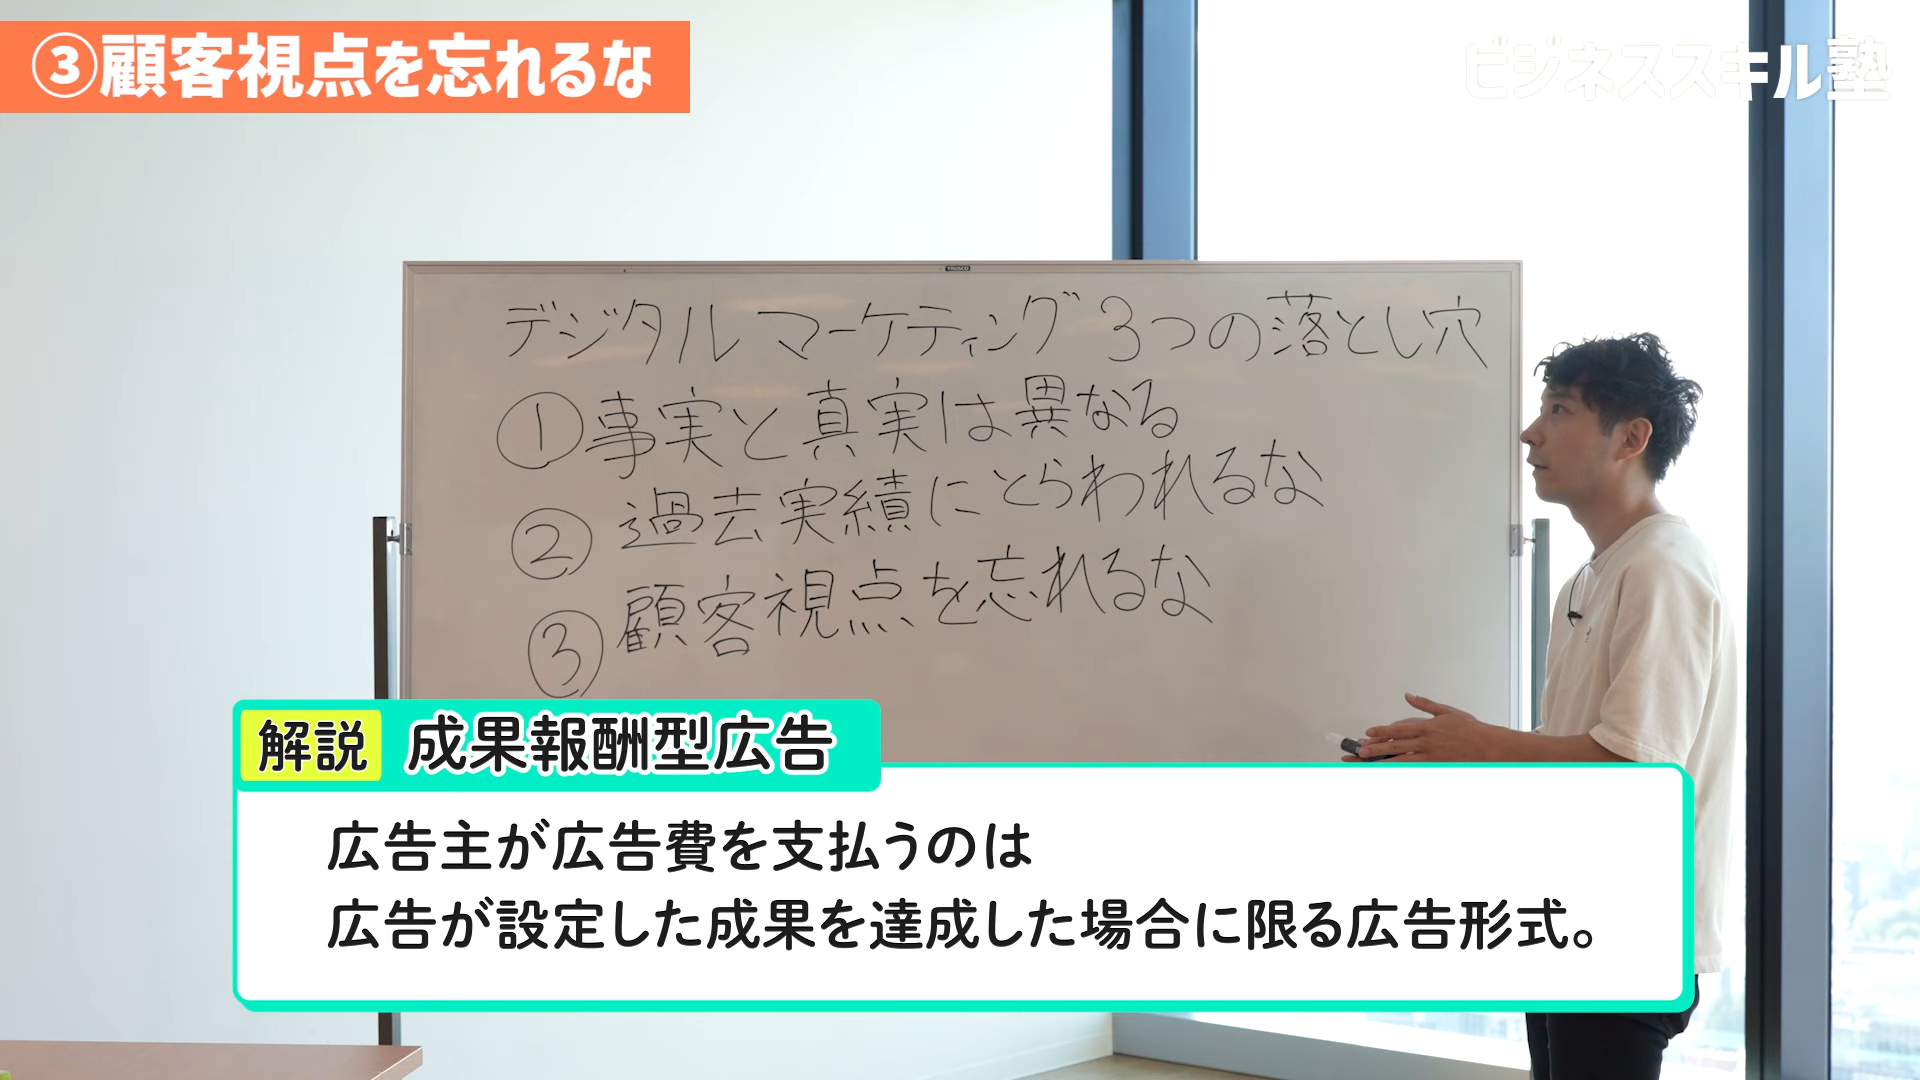 ③顧客視点を忘れるな
ビジネススキル塾
TRUSCO
デジタルマーケティング 3つの落とし穴
①事実と真実は異なる
② 過去実績にとらわれるな
③ 顧客視点を忘れるな
解説 成果報酬型広告
広告主が広告費を支払うのは
広告が設定した成果を達成した場合に限る広告形式。